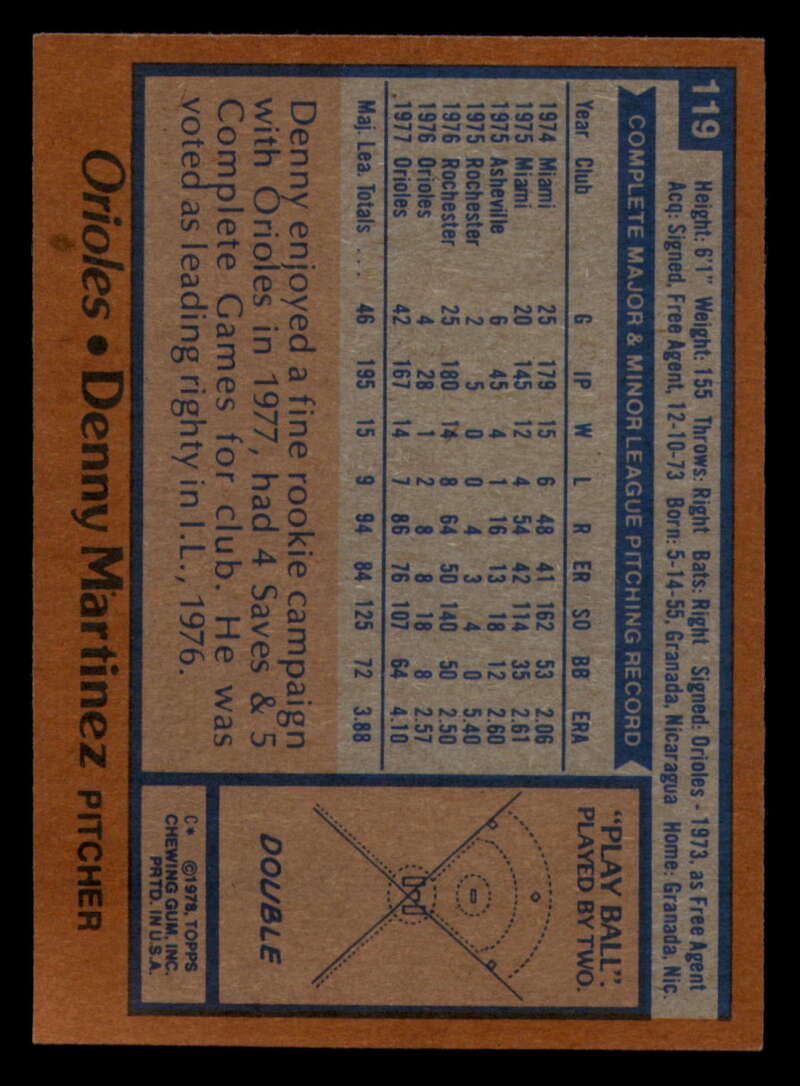 119
Height: 6'1" Weight: 155 Throws: Right Bats: Right Signed: Orioles - 1973, as Free Agent
Acq: Signed, Free Agent, 12-10-73 Born: 5-14-55, Granada, Nicaragua Home: Granada, Nic.
COMPLETE MAJOR & MINOR LEAGUE PITCHING RECORD
Year Club G IP W L R ER SO BB ERA
1974 Miami 25 179 15 6 48 41 162 53 2.06
1975 Miami 20 145 12 4 54 42 114 35 2.61
1975 Asheville 6 45 4 1 16 13 18 12 2.60
1975 Rochester 2 5 0 0 4 3 4 0 5.40
1976 Rochester 25 180 14 8 64 50 140 50 2.50
1976 Orioles 4 28 1 2 8 8 18 8 2.57
1977 Orioles 42 167 14 7 86 76 107 64 4.10
Maj. Lea. Totals ... 46 195 15 9 94 84 125 72 3.88
Denny enjoyed a fine rookie campaign
with Orioles in 1977, had 4 Saves & 5
Complete Games for club. He was
voted as leading righty in I.L., 1976.
"PLAY BALL"
PLAYED BY TWO.
DOUBLE
C* ©1978, TOPPS
CHEWING GUM, INC.
PRTD. IN U.S.A.
Orioles • Denny Martinez PITCHER